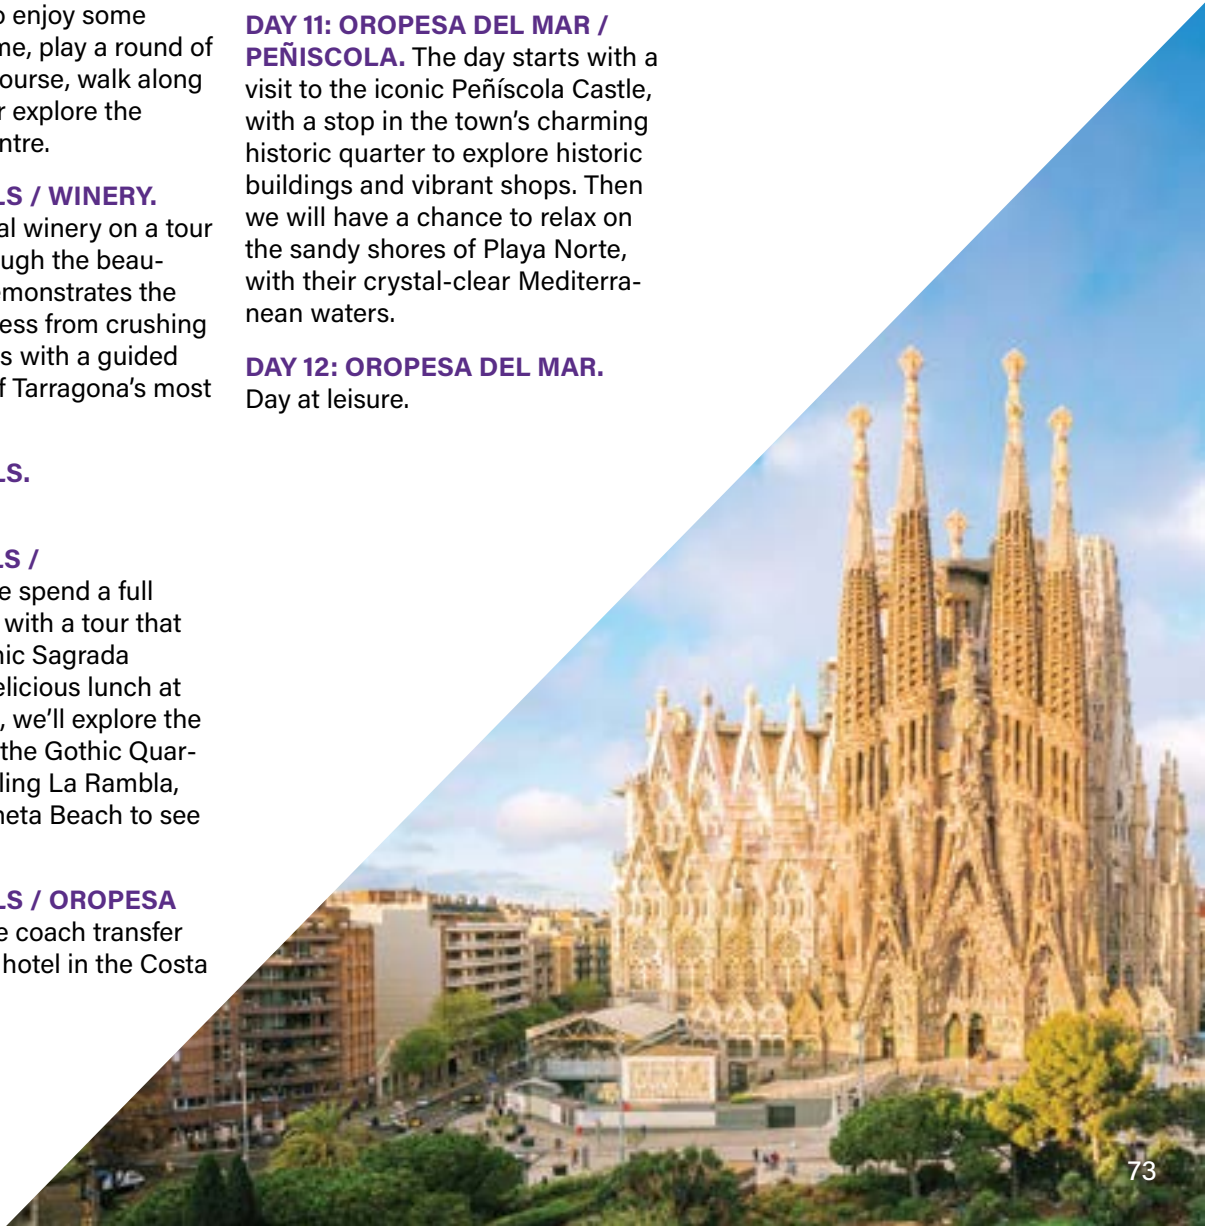 o enjoy some
me, play a round of
ourse, walk along
r explore the
ntre.
LS / WINERY.
al winery on a tour
ugh the beau-
emonstrates the
ess from crushing
s with a guided
f Tarragona's most
LS.
LS /
e spend a full
with a tour that
nic Sagrada
elicious lunch at
, we'll explore the
the Gothic Quar-
ling La Rambla,
neta Beach to see
LS / OROPESA
e coach transfer
hotel in the Costa
DAY 11: OROPESA DEL MAR /
PEÑISCOLA. The day starts with a
visit to the iconic Peñíscola Castle,
with a stop in the town's charming
historic quarter to explore historic
buildings and vibrant shops. Then
we will have a chance to relax on
the sandy shores of Playa Norte,
with their crystal-clear Mediterra-
nean waters.
DAY 12: OROPESA DEL MAR.
Day at leisure.
73